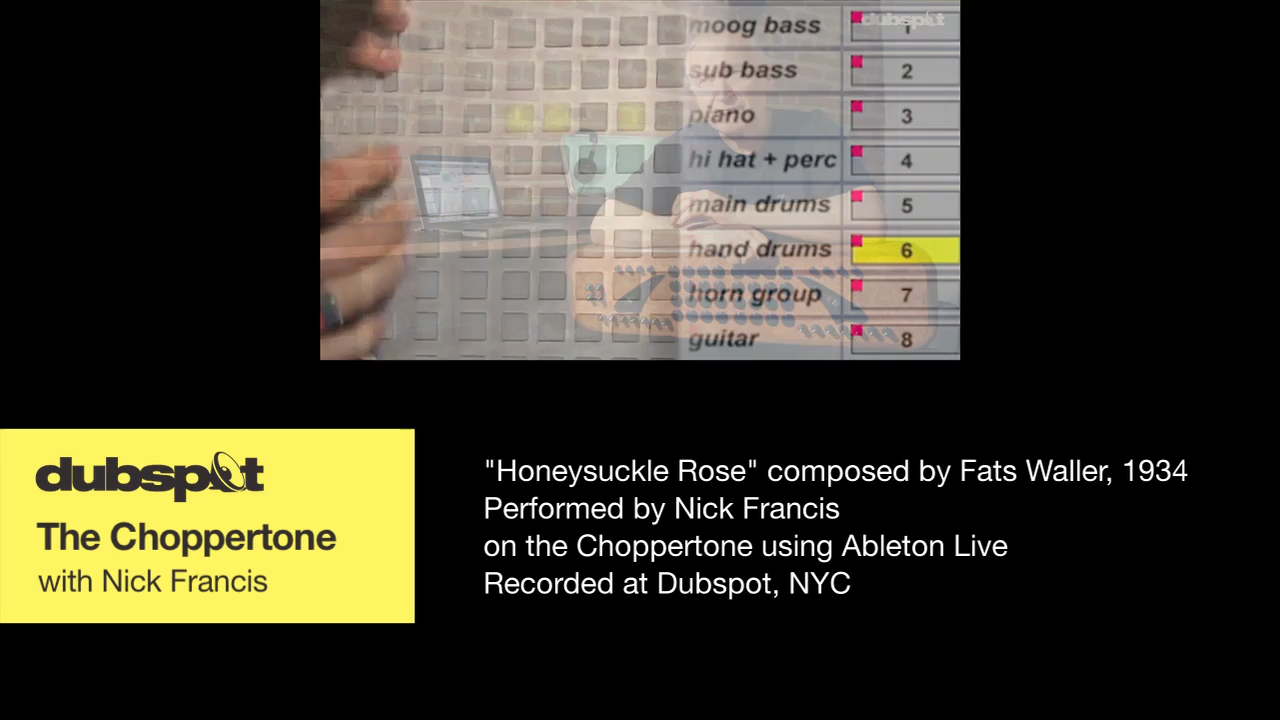 moog bass 1
dubspot
sub bass 2
piano 3
hi hat + perc 4
main drums 5
hand drums 6
horn group 7
guitar 8
dubspot
The Choppertone
with Nick Francis
"Honeysuckle Rose" composed by Fats Waller, 1934
Performed by Nick Francis
on the Choppertone using Ableton Live
Recorded at Dubspot, NYC